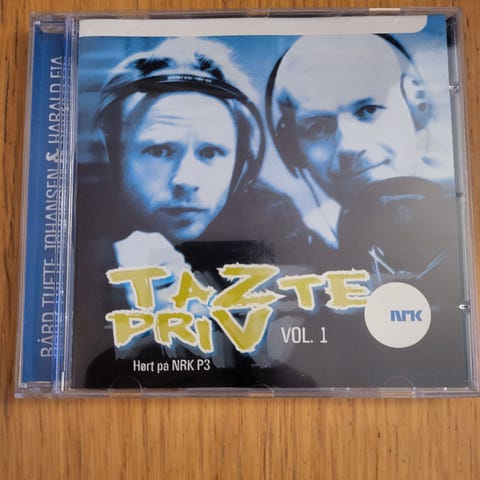 BÅRD TUFTE JOHANSEN & HARALD EIA
TAZTE
PRIV VOL. 1
nrk
Hørt på NRK P3